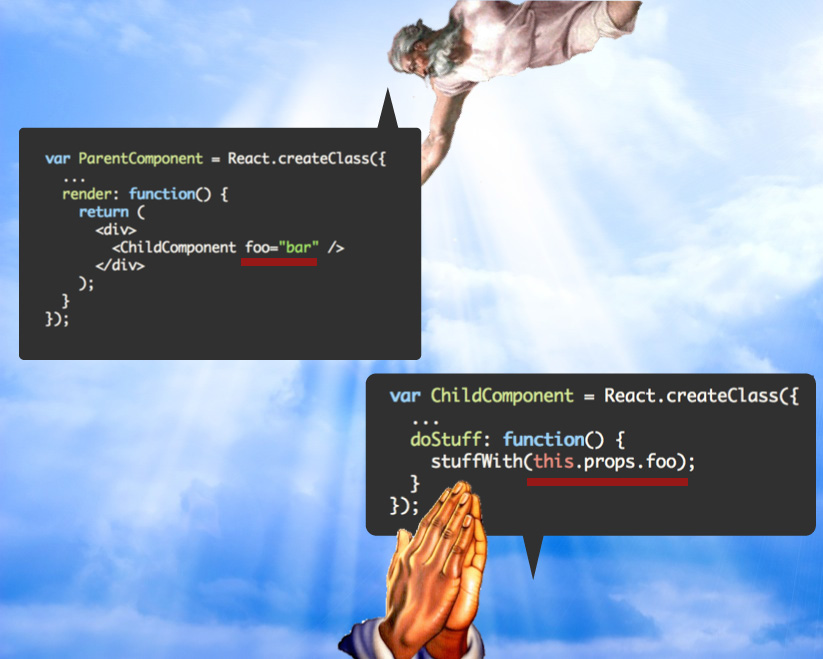 var ParentComponent = React.createClass({
  ...
  render: function() {
    return (
      <div>
        <ChildComponent foo="bar" />
      </div>
    );
  }
});
var ChildComponent = React.createClass({
  ...
  doStuff: function() {
    stuffWith(this.props.foo);
  }
});